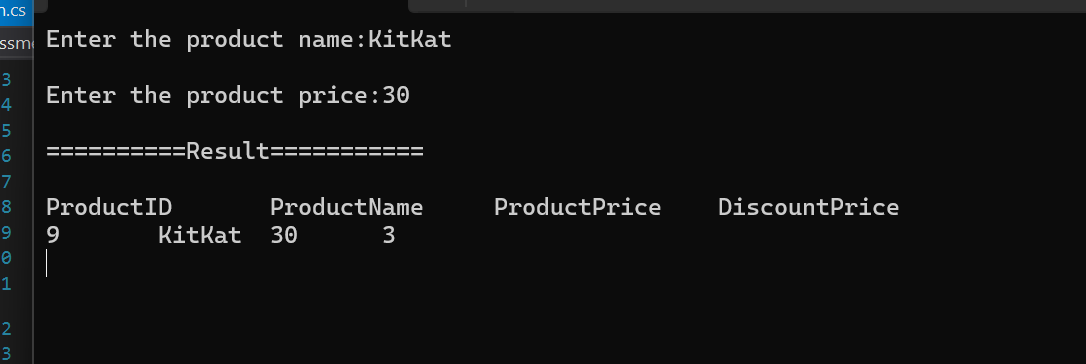 n.cs
ssme
3
4
5
6
7
8
9
0
1
2
3
Enter the product name:KitKat
Enter the product price:30
==========Result===========
ProductID ProductName ProductPrice DiscountPrice
9 KitKat 30 3